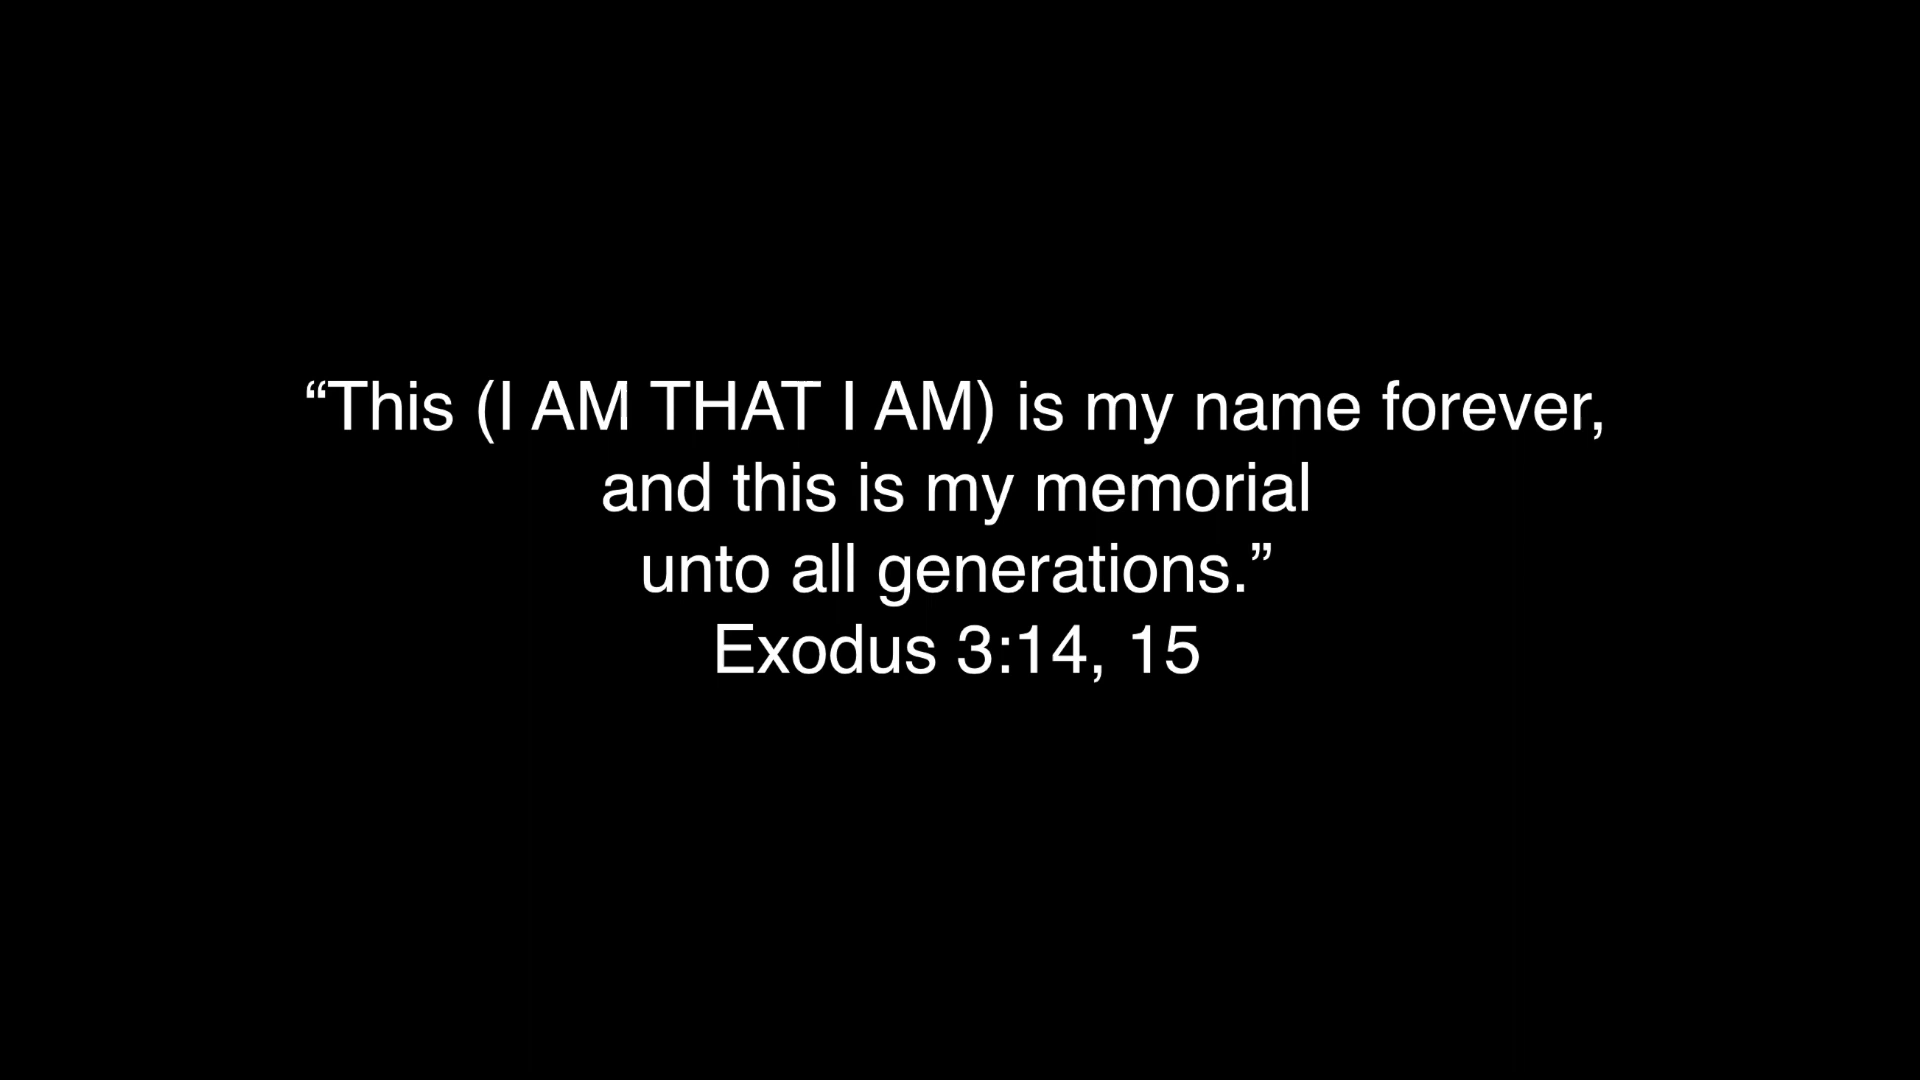 “This (I AM THAT I AM) is my name forever,
and this is my memorial
unto all generations.”
Exodus 3:14, 15